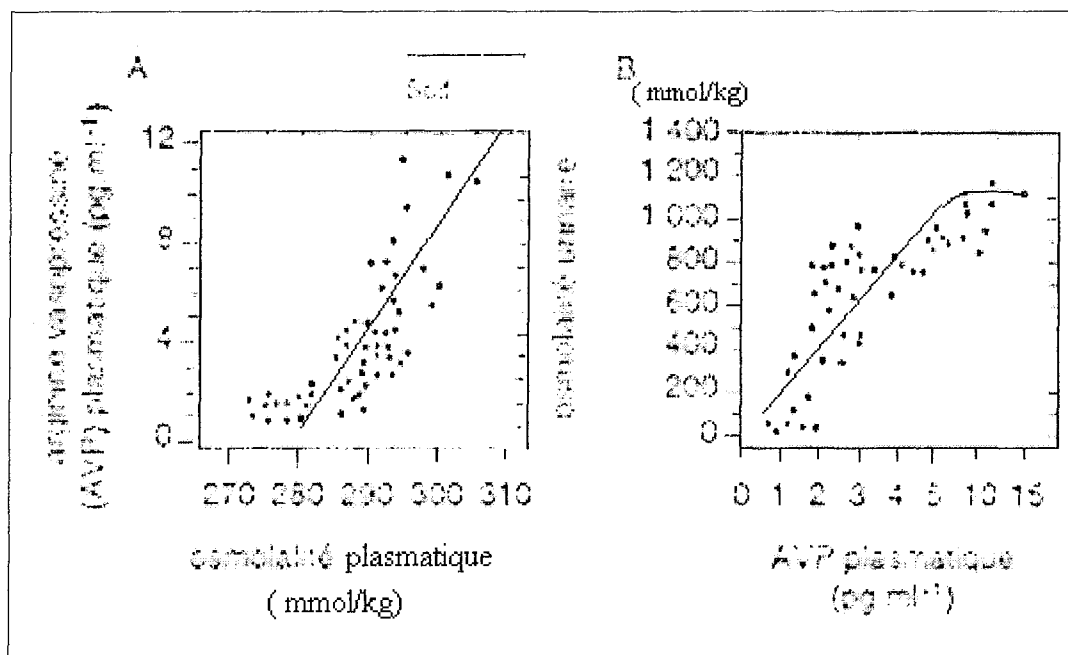 A
Soif
arginine vasopressine
(AVP) plasmatique (pg ml⁻¹)
12
8
4
0
270 280 290 300 310
osmolalité plasmatique
( mmol/kg)
B
( mmol/kg)
osmolalité urinaire
1 400
1 200
1 000
800
600
400
200
0
0 1 2 3 4 5 10 15
AVP plasmatique
(pg ml⁻¹)